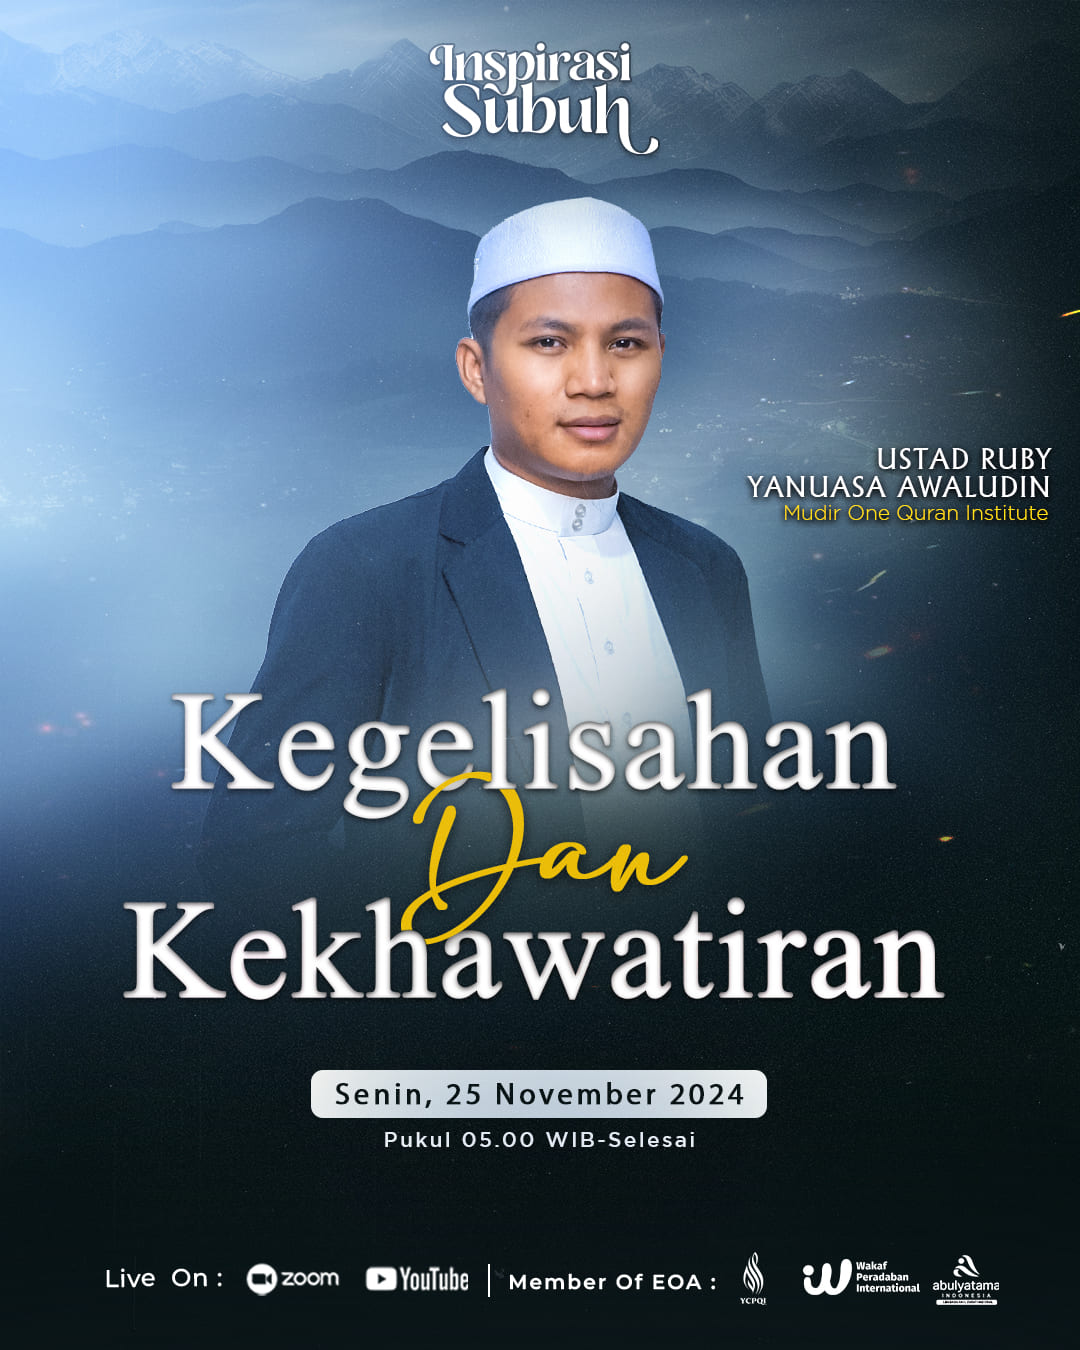 Inspirasi
Subuh
USTAD RUBY
YANUASA AWALUDIN
Mudir One Quran Institute
Kegelisahan
Dan
Kekhawatiran
Senin, 25 November 2024
Pukul 05.00 WIB-Selesai
Live On : zoom YouTube Member Of EOA :
YCPQI
Wakaf
Peradaban
International
abulyatama
INDONESIA